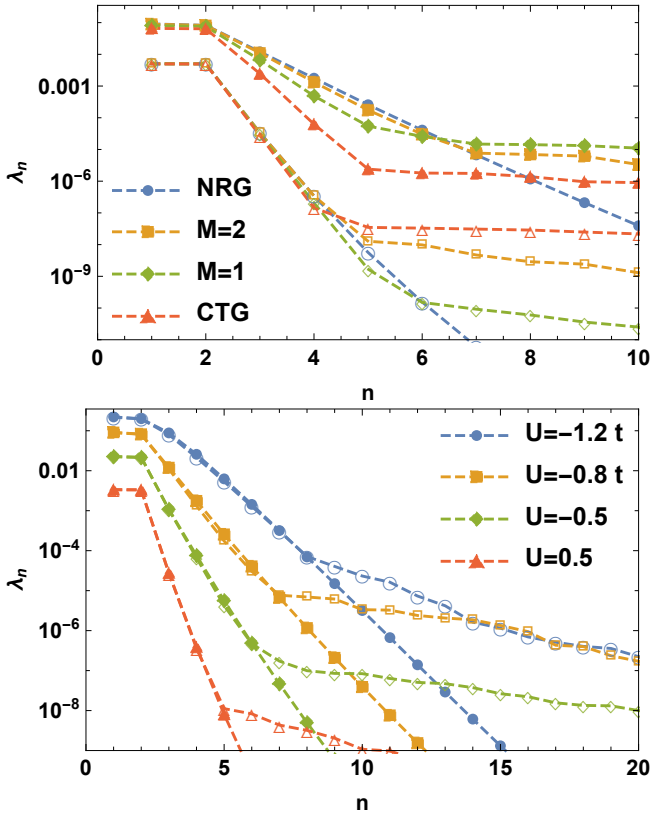 0.001
10⁻⁶
10⁻⁹
λₙ
NRG
M=2
M=1
CTG
0 2 4 6 8 10
n
0.01
10⁻⁴
10⁻⁶
10⁻⁸
λₙ
U=−1.2 t
U=−0.8 t
U=−0.5
U=0.5
0 5 10 15 20
n